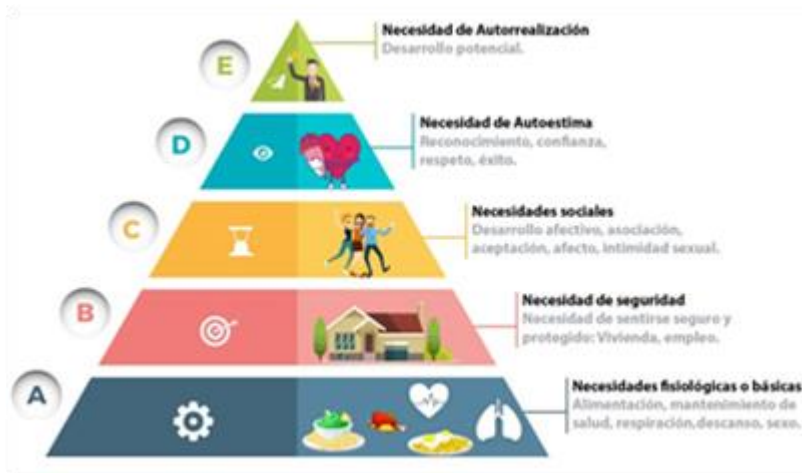 E
Necesidad de Autorrealización
Desarrollo potencial.
D
Necesidad de Autoestima
Reconocimiento, confianza,
respeto, éxito.
C
Necesidades sociales
Desarrollo afectivo, asociación,
aceptación, afecto, intimidad sexual.
B
Necesidad de seguridad
Necesidad de sentirse seguro y
protegido: Vivienda, empleo.
A
Necesidades fisiológicas o básicas
Alimentación, mantenimiento de
salud, respiración, descanso, sexo.